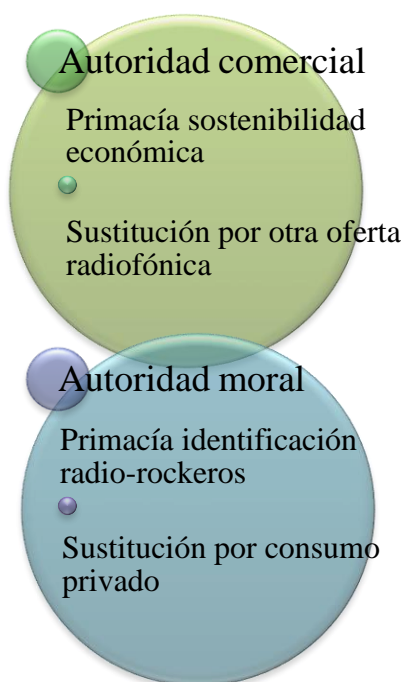 Autoridad comercial
Primacía sostenibilidad
económica
Sustitución por otra oferta
radiofónica
Autoridad moral
Primacía identificación
radio-rockeros
Sustitución por consumo
privado